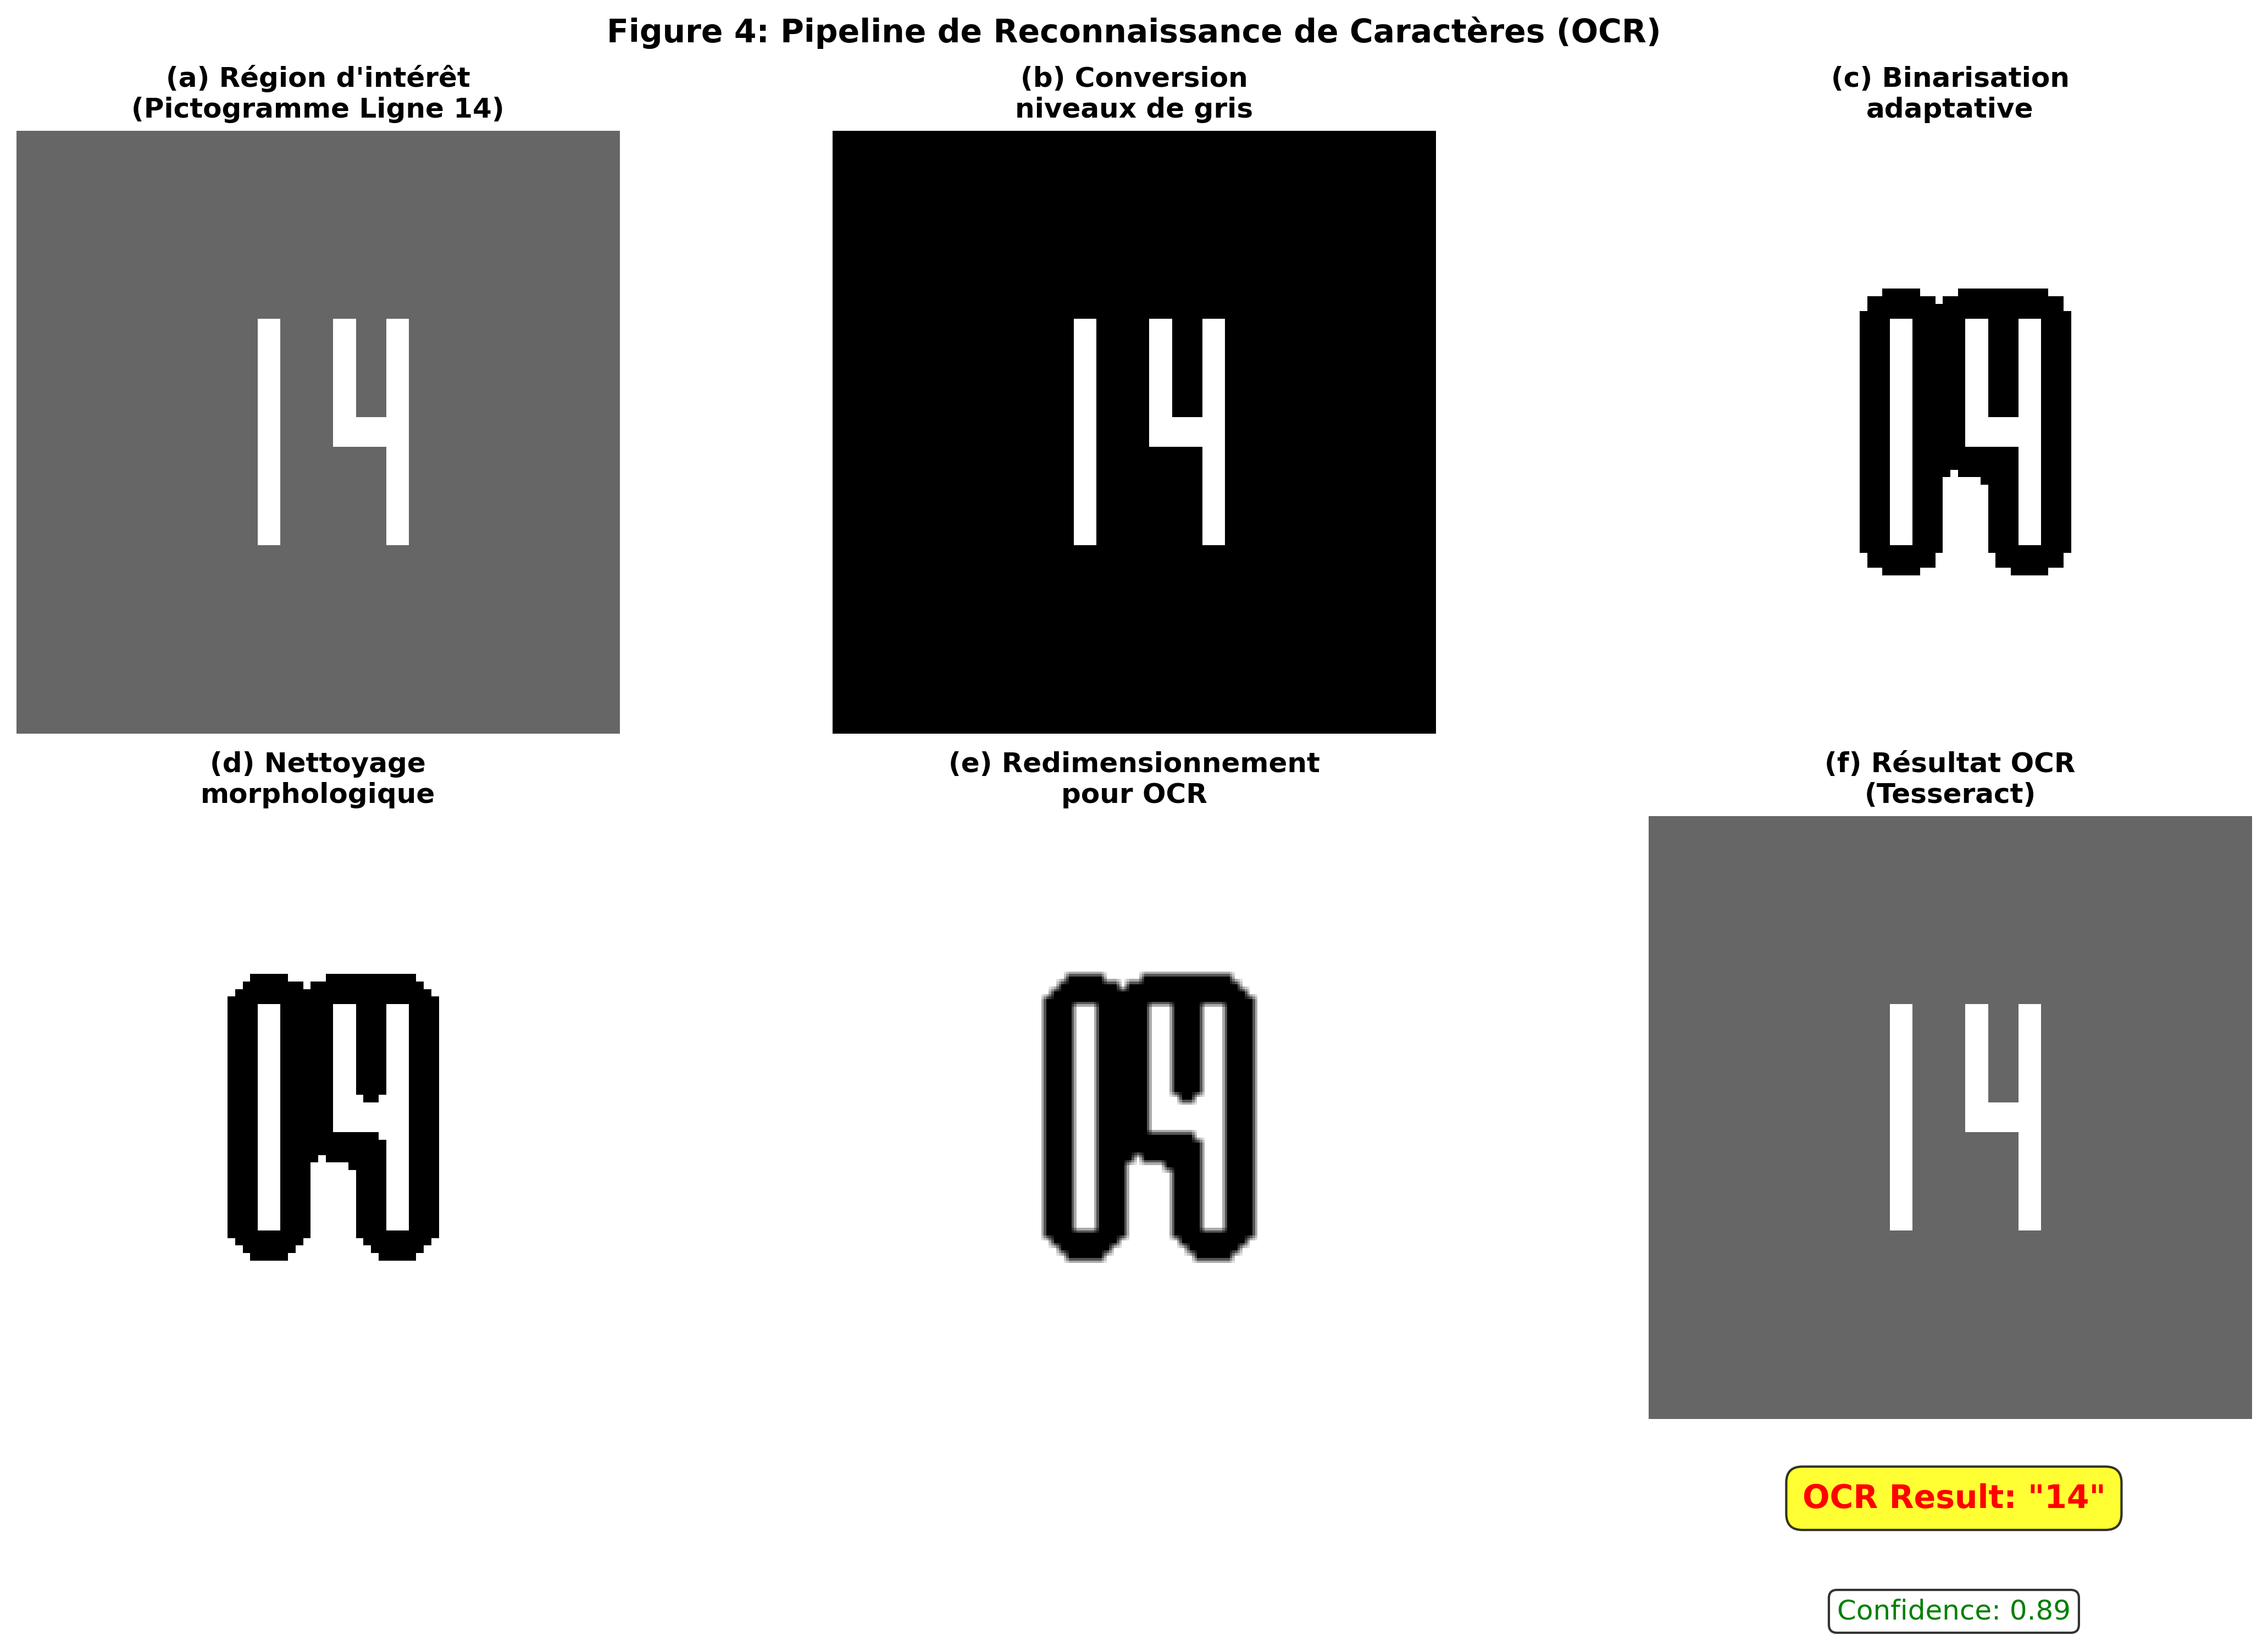 Figure 4: Pipeline de Reconnaissance de Caractères (OCR)
(a) Région d'intérêt
(Pictogramme Ligne 14)
(b) Conversion
niveaux de gris
(c) Binarisation
adaptative
14
14
14
(d) Nettoyage
morphologique
(e) Redimensionnement
pour OCR
(f) Résultat OCR
(Tesseract)
14
14
14
OCR Result: "14"
Confidence: 0.89